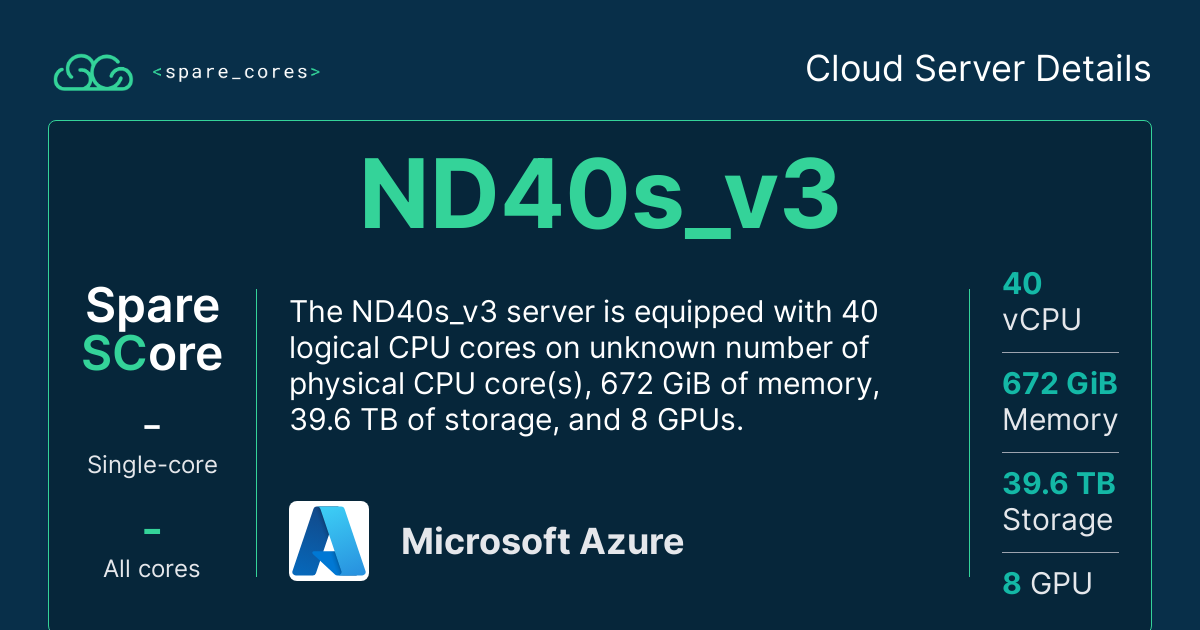 <spare_cores>
Cloud Server Details
ND40s_v3
Spare
SCore
–
Single-core
–
All cores
The ND40s_v3 server is equipped with 40
logical CPU cores on unknown number of
physical CPU core(s), 672 GiB of memory,
39.6 TB of storage, and 8 GPUs.
Microsoft Azure
40
vCPU
672 GiB
Memory
39.6 TB
Storage
8 GPU